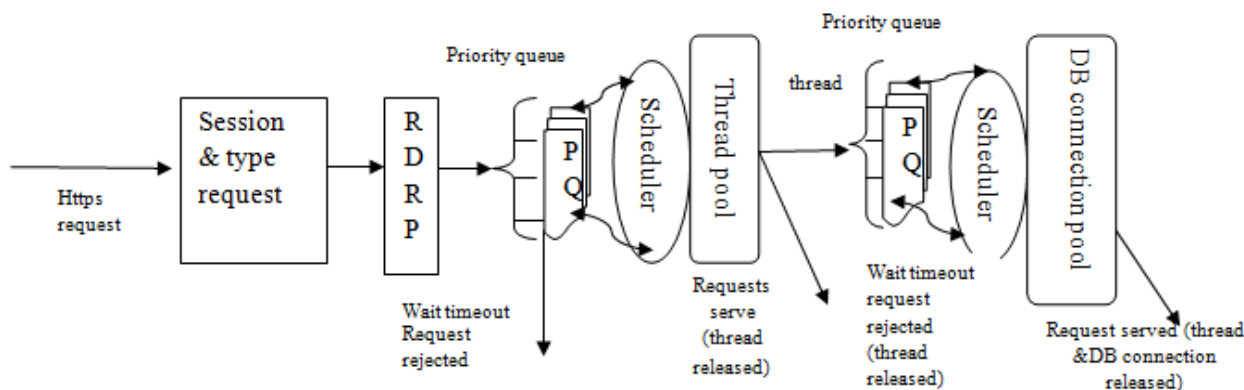 Https
request
Session
& type
request
R
D
R
P
Priority queue
P
Q
Wait timeout
Request
rejected
Scheduler
Thread pool
Requests
serve
(thread
released)
thread
Priority queue
P
Q
Wait timeout
request
rejected
(thread
released)
Scheduler
DB connection pool
Request served (thread
&DB connection
released)